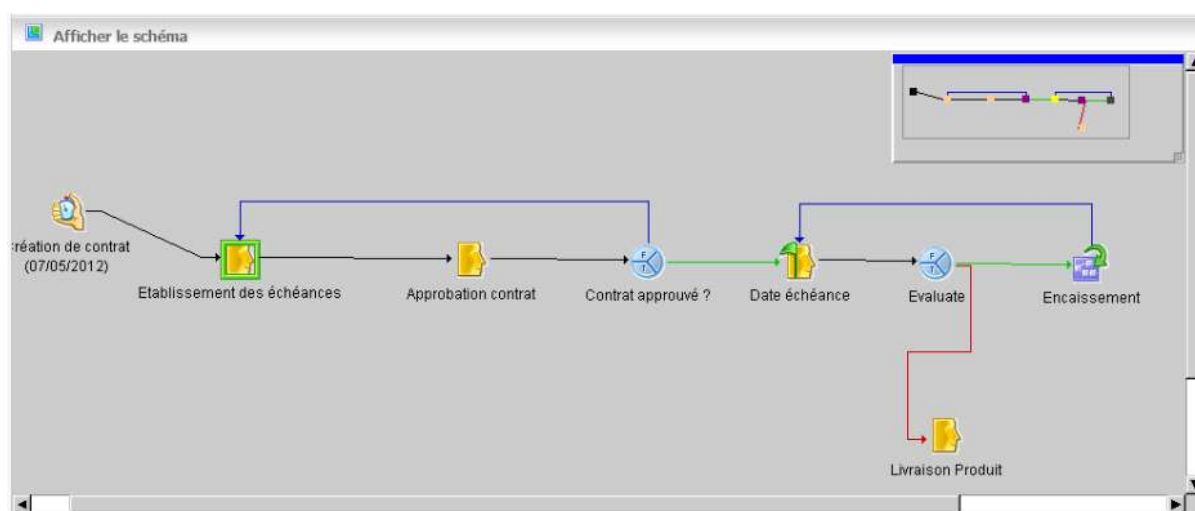 Afficher le schéma
réation de contrat
(07/05/2012)
Etablissement des échéances
Approbation contrat
Contrat approuvé ?
Date échéance
Evaluate
Encaissement
Livraison Produit